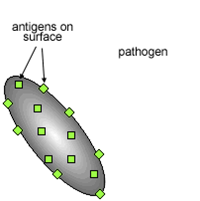 antigens on
surface
pathogen